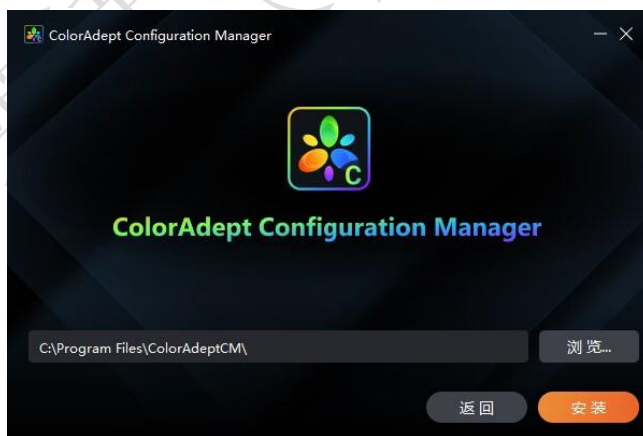 ColorAdept Configuration Manager
C
ColorAdept Configuration Manager
C:\Program Files\ColorAdeptCM\
浏览...
返回
安装